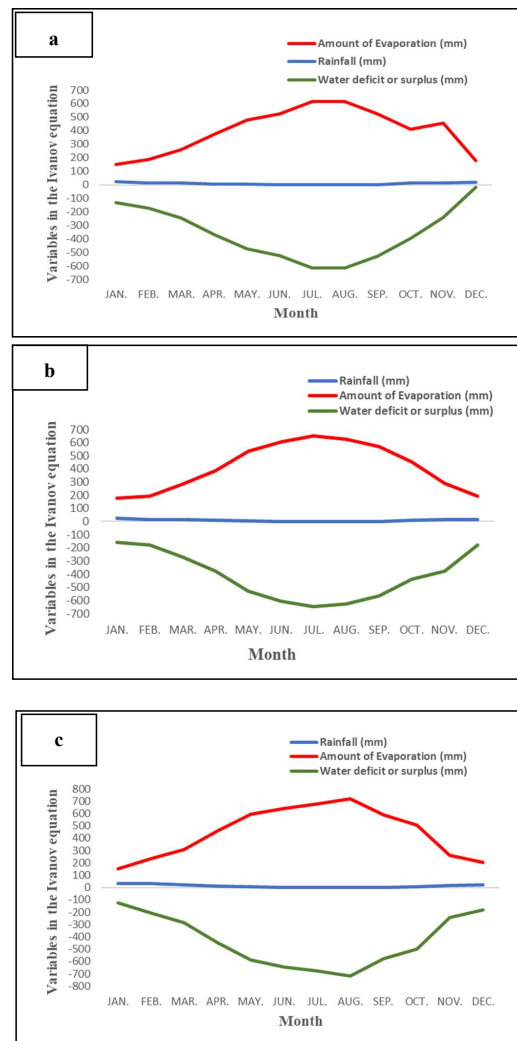 a
Amount of Evaporation (mm)
Rainfall (mm)
Water deficit or surplus (mm)
Variables in the Ivanov equation
700
600
500
400
300
200
100
0
-100
-200
-300
-400
-500
-600
-700
JAN. FEB. MAR. APR. MAY. JUN. JUL. AUG. SEP. OCT. NOV. DEC.
Month
b
Rainfall (mm)
Amount of Evaporation (mm)
Water deficit or surplus (mm)
Variables in the Ivanov equation
700
600
500
400
300
200
100
0
-100
-200
-300
-400
-500
-600
-700
JAN. FEB. MAR. APR. MAY. JUN. JUL. AUG. SEP. OCT. NOV. DEC.
Month
c
Rainfall (mm)
Amount of Evaporation (mm)
Water deficit or surplus (mm)
Variables in the Ivanov equation
800
700
600
500
400
300
200
100
0
-100
-200
-300
-400
-500
-600
-700
-800
JAN. FEB. MAR. APR. MAY. JUN. JUL. AUG. SEP. OCT. NOV. DEC.
Month